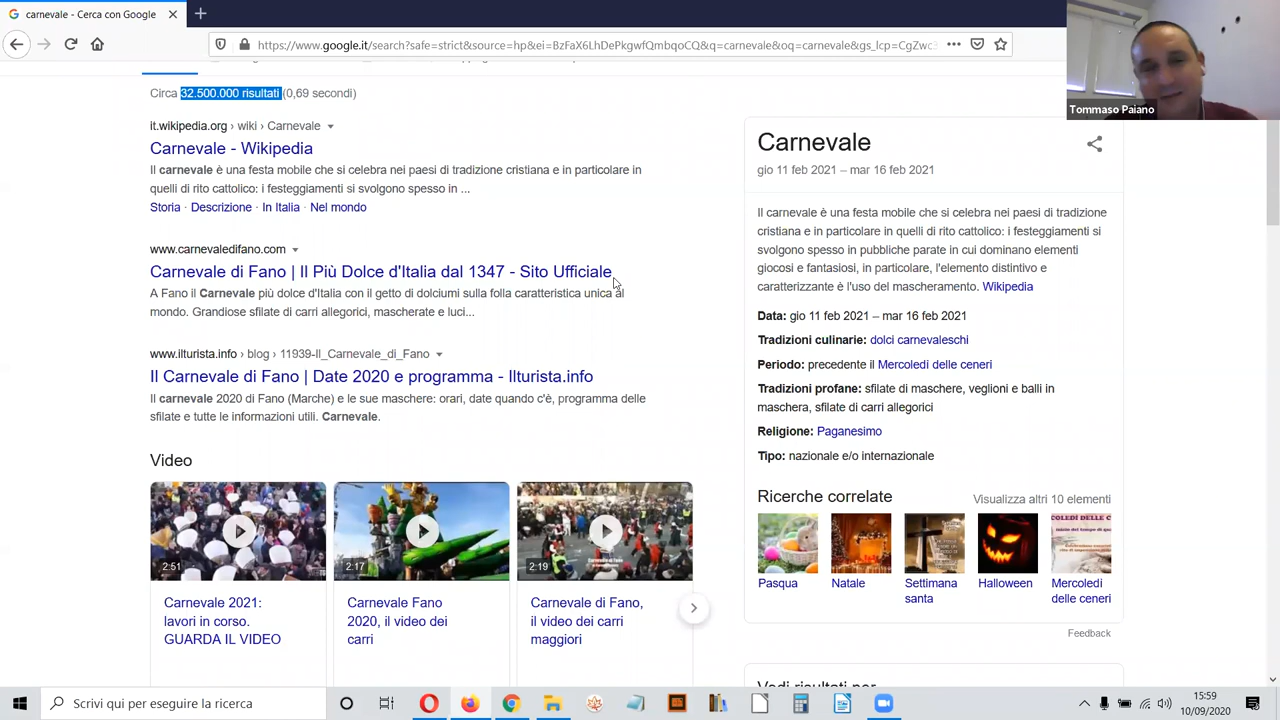 carnevale - Cerca con Google
https://www.google.it/search?safe=strict&source=hp&ei=BzFaX6LhDePkgwfQmbqoCQ&q=carnevale&oq=carnevale&gs_lcp=CgZwc
Tommaso Paiano
Circa 32.500.000 risultati (0,69 secondi)
it.wikipedia.org › wiki › Carnevale
Carnevale - Wikipedia
Il carnevale è una festa mobile che si celebra nei paesi di tradizione cristiana e in particolare in
quelli di rito cattolico: i festeggiamenti si svolgono spesso in ...
Storia · Descrizione · In Italia · Nel mondo
www.carnevaledifano.com
Carnevale di Fano | Il Più Dolce d'Italia dal 1347 - Sito Ufficiale
A Fano il Carnevale più dolce d'Italia con il getto di dolciumi sulla folla caratteristica unica al
mondo. Grandiose sfilate di carri allegorici, mascherate e luci...
www.ilturista.info › blog › 11939-Il_Carnevale_di_Fano
Il Carnevale di Fano | Date 2020 e programma - Ilturista.info
Il carnevale 2020 di Fano (Marche) e le sue maschere: orari, date quando c'è, programma delle
sfilate e tutte le informazioni utili. Carnevale.
Video
2:51
2:17
2:19
Carnevale 2021:
lavori in corso.
GUARDA IL VIDEO
Carnevale Fano
2020, il video dei
carri
Carnevale di Fano,
il video dei carri
maggiori
Carnevale
gio 11 feb 2021 – mar 16 feb 2021
Il carnevale è una festa mobile che si celebra nei paesi di tradizione
cristiana e in particolare in quelli di rito cattolico: i festeggiamenti si
svolgono spesso in pubbliche parate in cui dominano elementi
giocosi e fantasiosi, in particolare, l'elemento distintivo e
caratterizzante è l'uso del mascheramento. Wikipedia
Data: gio 11 feb 2021 – mar 16 feb 2021
Tradizioni culinarie: dolci carnevaleschi
Periodo: precedente il Mercoledì delle ceneri
Tradizioni profane: sfilate di maschere, veglioni e balli in
maschera, sfilate di carri allegorici
Religione: Paganesimo
Tipo: nazionale e/o internazionale
Ricerche correlate
Visualizza altri 10 elementi
Pasqua
Natale
Settimana
santa
Halloween
Mercoledì
delle ceneri
Feedback
Vedi risultati per
Scrivi qui per eseguire la ricerca
15:59
10/09/2020